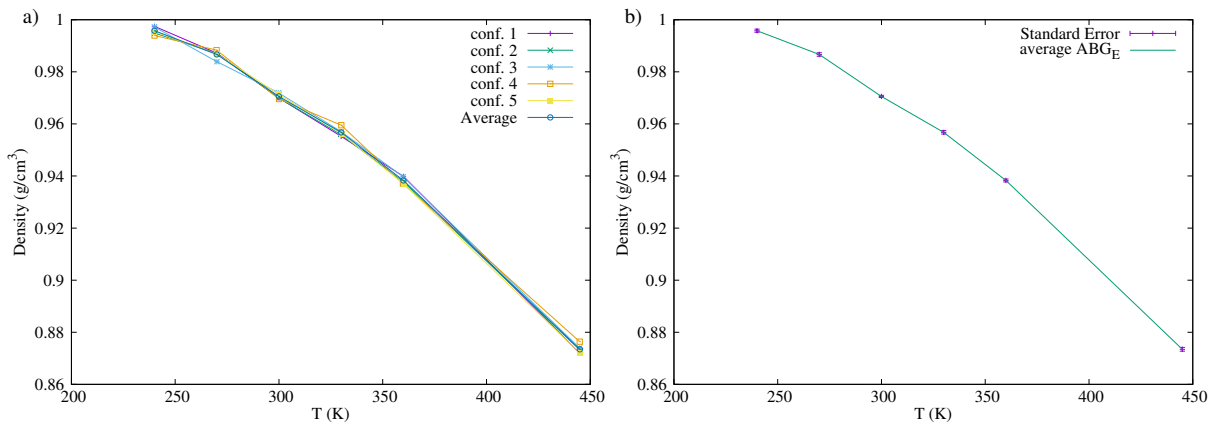 a)
Density (g/cm³)
1
0.98
0.96
0.94
0.92
0.9
0.88
0.86
200
250
300
350
400
450
T (K)
conf. 1
conf. 2
conf. 3
conf. 4
conf. 5
Average
b)
Density (g/cm³)
1
0.98
0.96
0.94
0.92
0.9
0.88
0.86
200
250
300
350
400
450
T (K)
Standard Error
average ABG_E